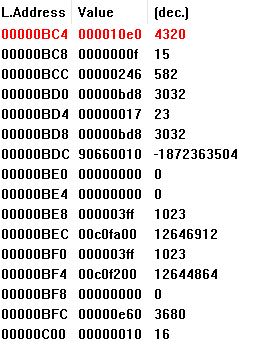 L.Address Value (dec.)
00000BC4 000010e0 4320
00000BC8 0000000f 15
00000BCC 00000246 582
00000BD0 00000bd8 3032
00000BD4 00000017 23
00000BD8 00000bd8 3032
00000BDC 90660010 -1872363504
00000BE0 00000000 0
00000BE4 00000000 0
00000BE8 000003ff 1023
00000BEC 00c0fa00 12646912
00000BF0 000003ff 1023
00000BF4 00c0f200 12644864
00000BF8 00000000 0
00000BFC 00000e60 3680
00000C00 00000010 16